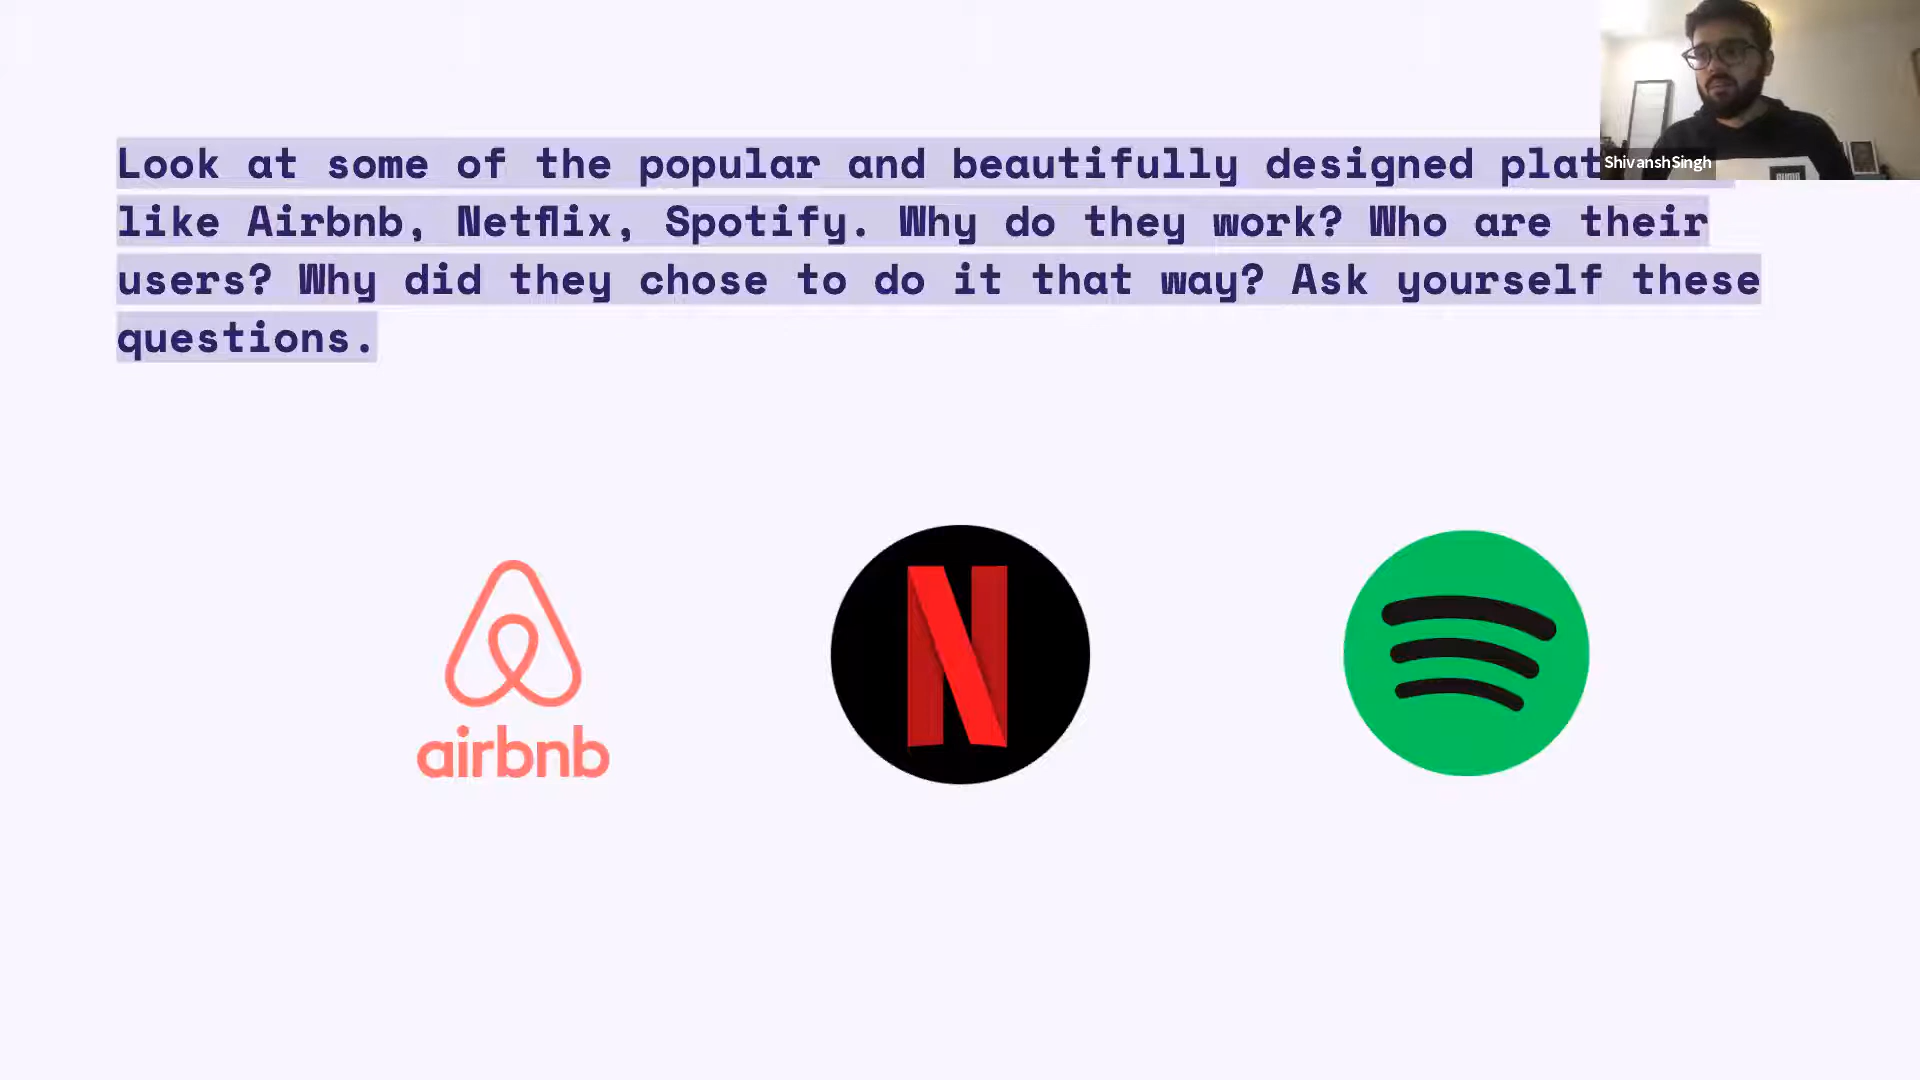 Look at some of the popular and beautifully designed
like Airbnb, Netflix, Spotify. Why do they work? Who are their
users? Why did they chose to do it that way? Ask yourself these
questions.
ShivanshSingh
airbnb
N